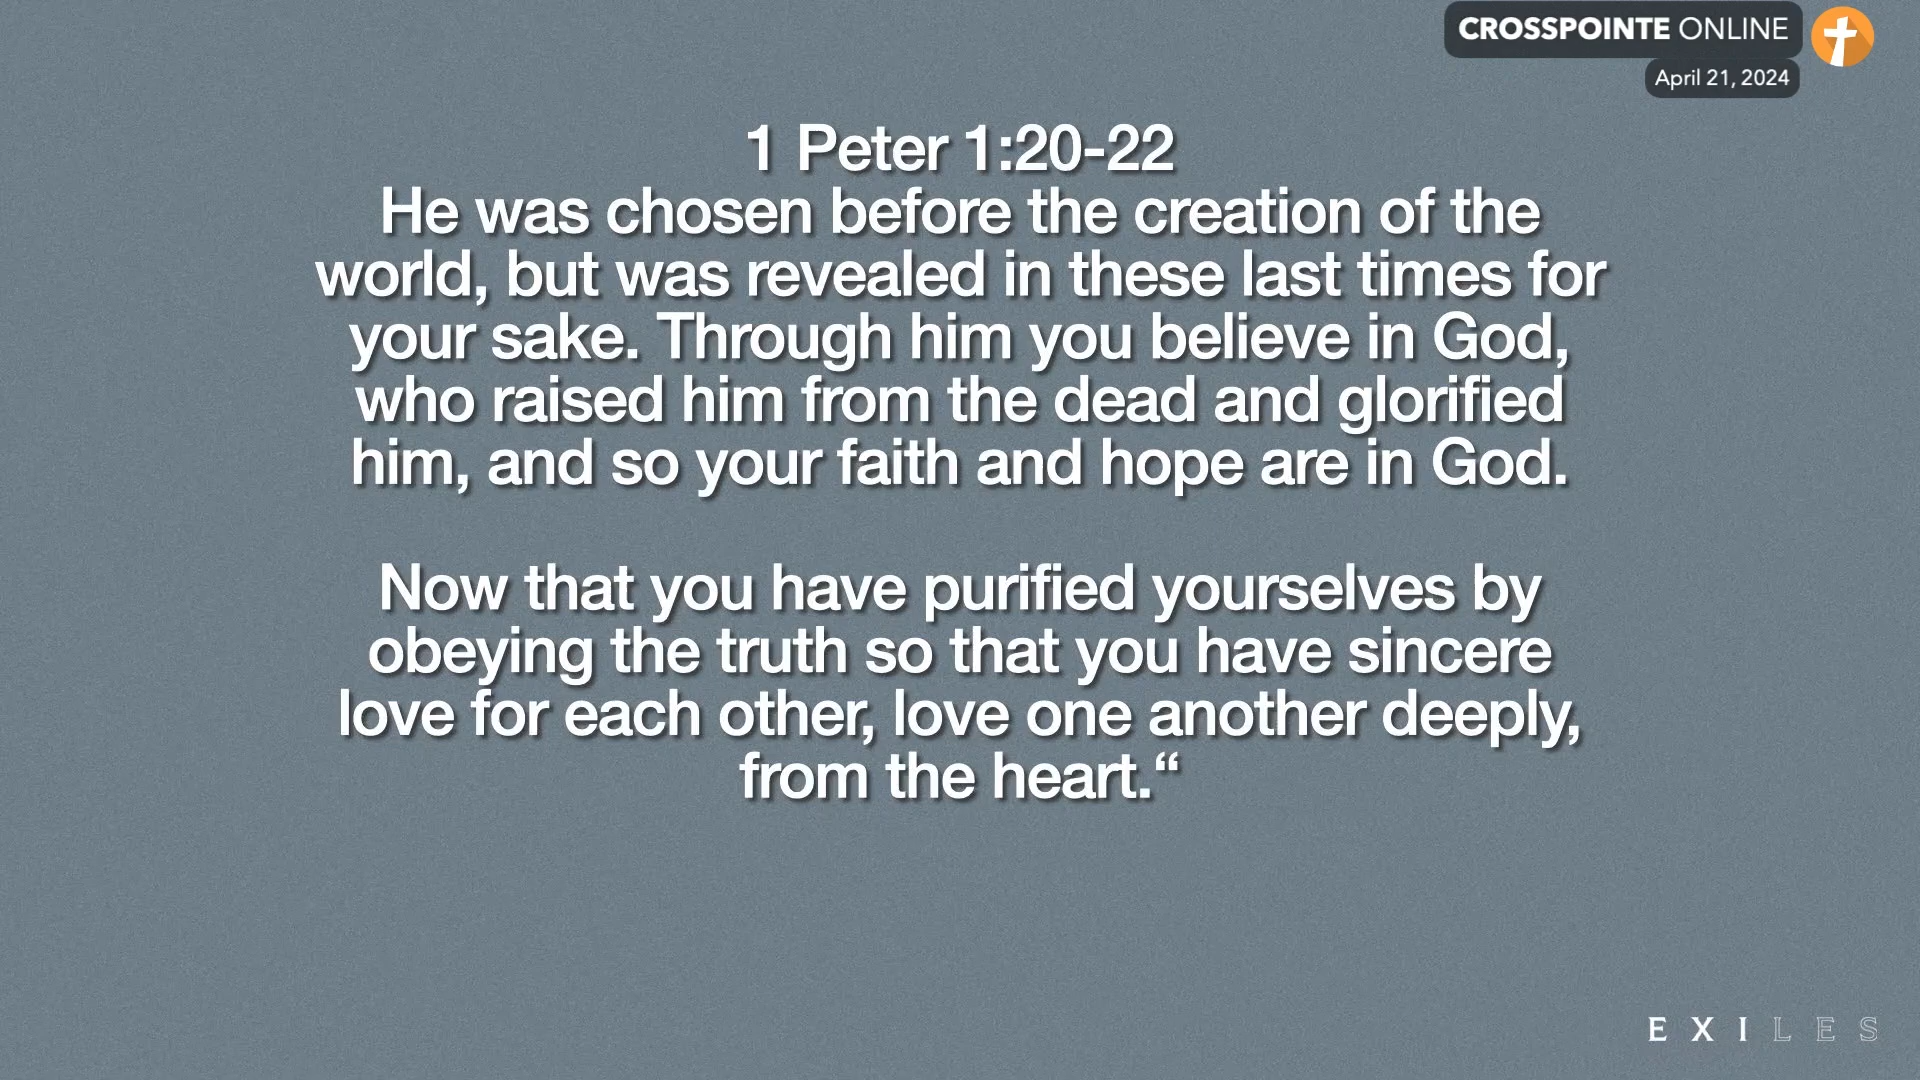 CROSSPOINTE ONLINE
April 21, 2024
1 Peter 1:20-22
He was chosen before the creation of the
world, but was revealed in these last times for
your sake. Through him you believe in God,
who raised him from the dead and glorified
him, and so your faith and hope are in God.
Now that you have purified yourselves by
obeying the truth so that you have sincere
love for each other, love one another deeply,
from the heart.“
EXILES